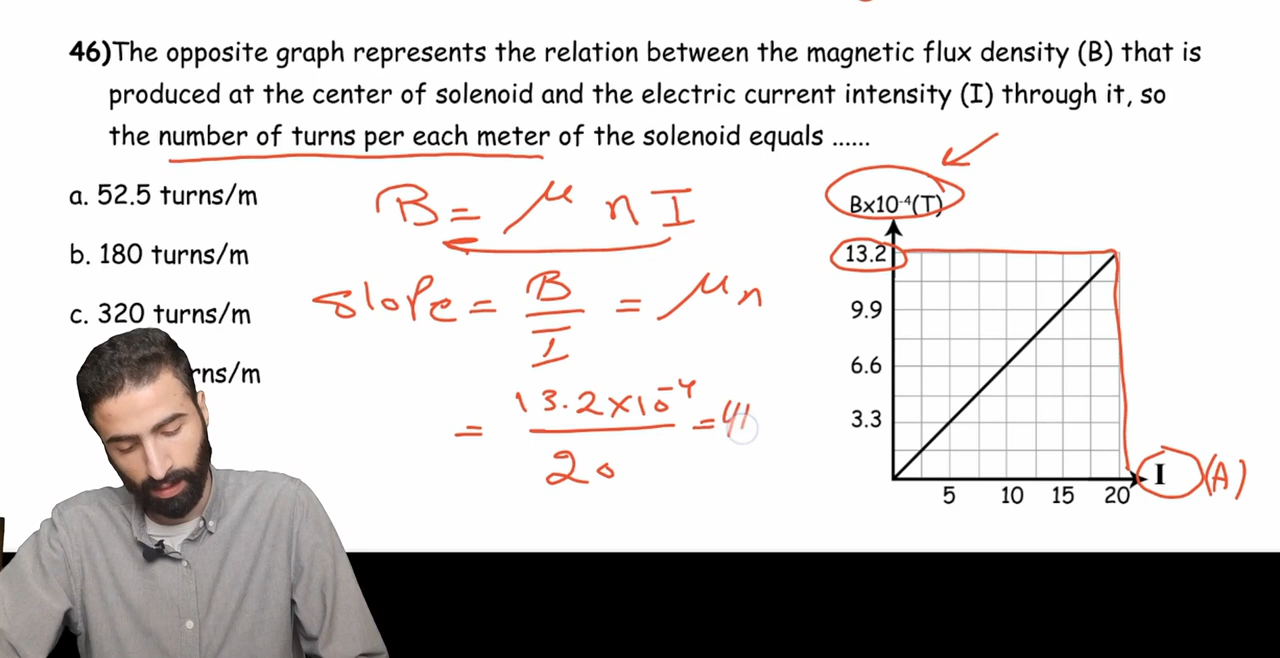 46)The opposite graph represents the relation between the magnetic flux density (B) that is
produced at the center of solenoid and the electric current intensity (I) through it, so
the number of turns per each meter of the solenoid equals ......
a. 52.5 turns/m
b. 180 turns/m
c. 320 turns/m
rns/m
B = μ n I
slope = B/I = μ n
= 13.2×10⁻⁴/20 = 4
Bx10⁻⁴(T)
13.2
9.9
6.6
3.3
5 10 15 20
I (A)